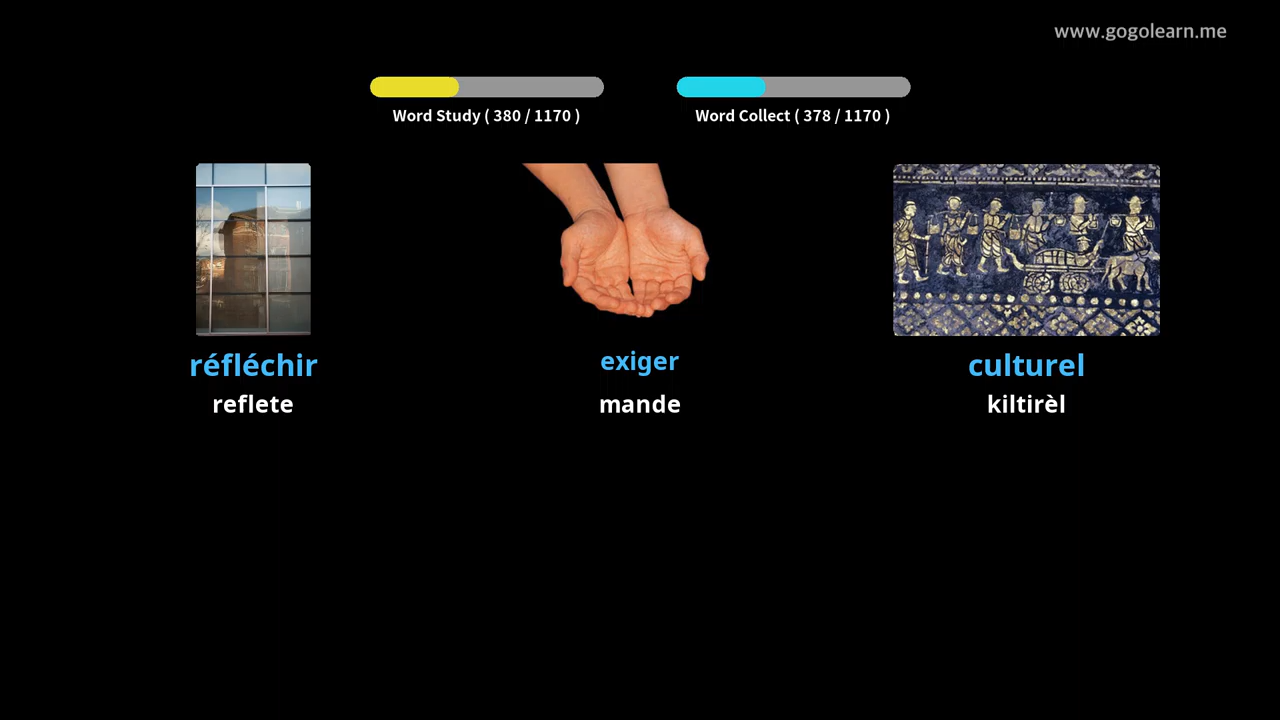 www.gogolearn.me
Word Study ( 380 / 1170 )
Word Collect ( 378 / 1170 )
réfléchir
exiger
culturel
reflete
mande
kiltirèl